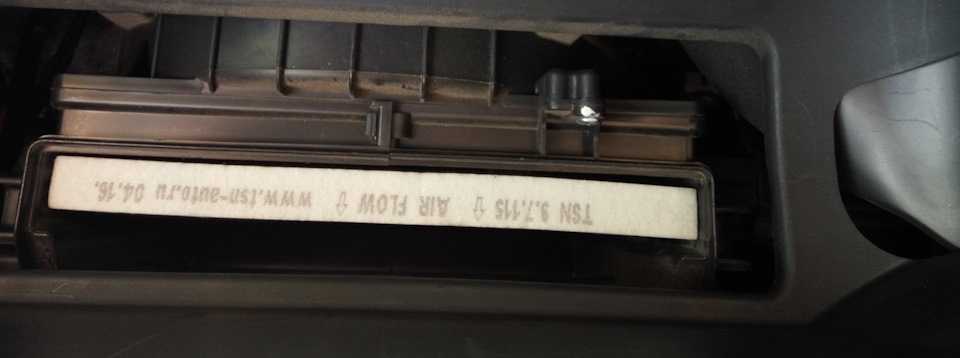 TSN 9.7.115 ⇩ AIR FLOW ⇩ www.tsn-auto.ru 04.16.